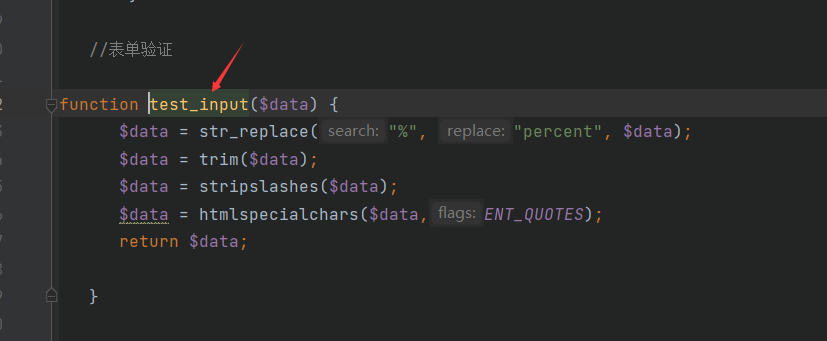 //表单验证
function test_input($data) {
$data = str_replace( search: "%", replace: "percent", $data);
$data = trim($data);
$data = stripslashes($data);
$data = htmlspecialchars($data, flags: ENT_QUOTES);
return $data;
}